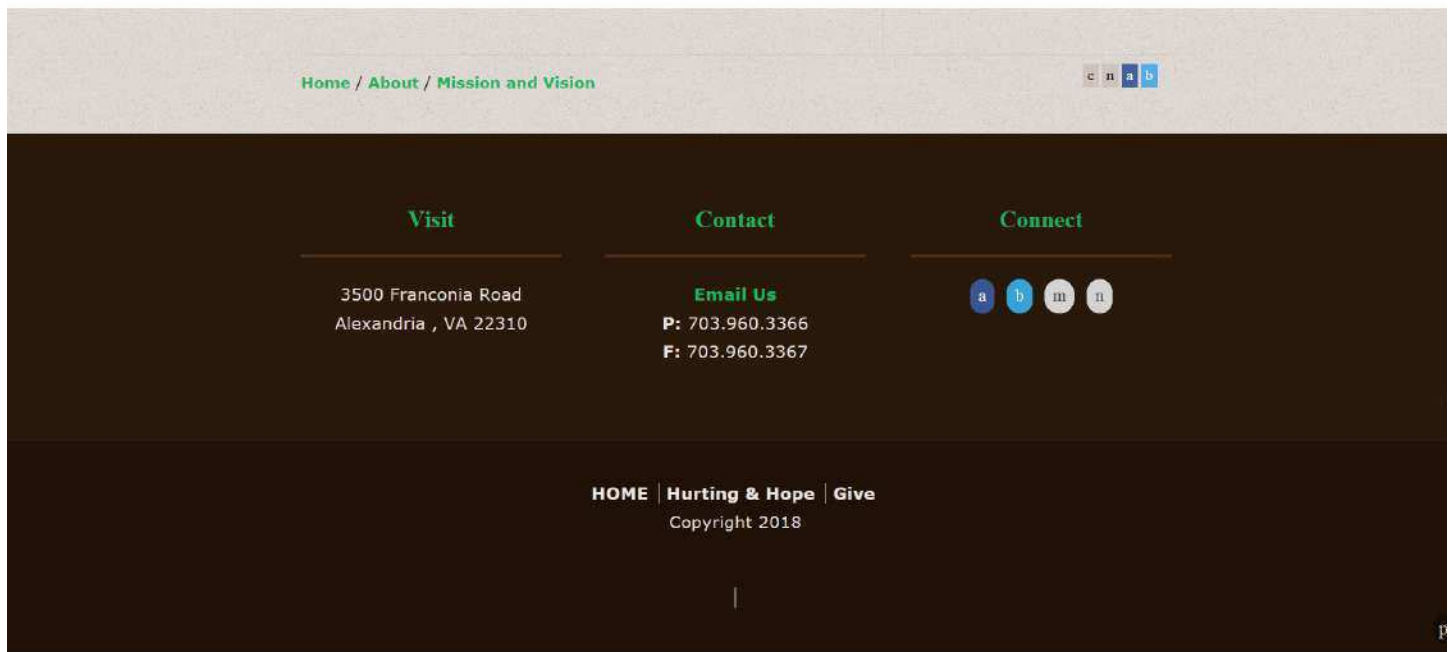 Home / About / Mission and Vision
c n a b
Visit
3500 Franconia Road
Alexandria , VA 22310
Contact
Email Us
P: 703.960.3366
F: 703.960.3367
Connect
a b m n
HOME | Hurting & Hope | Give
Copyright 2018
|
p